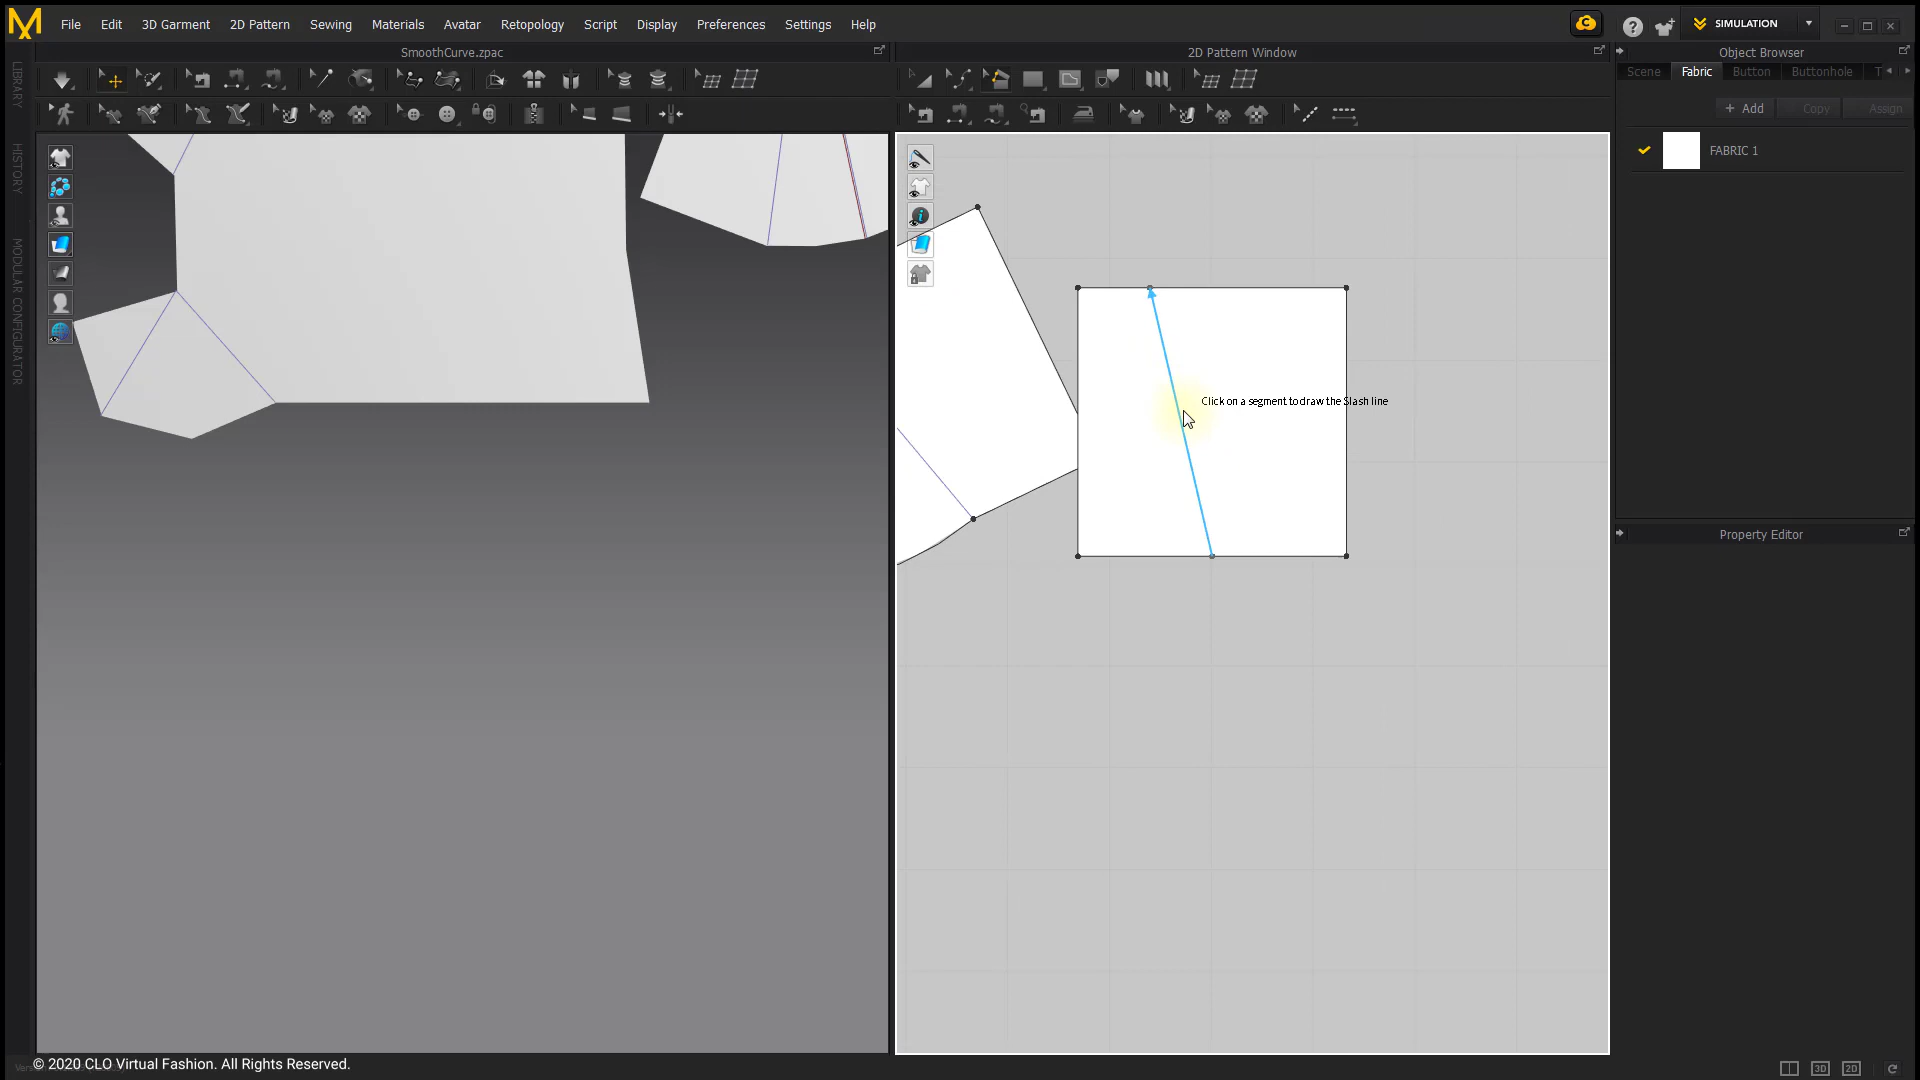 File Edit 3D Garment 2D Pattern Sewing Materials Avatar Retopology Script Display Preferences Settings Help
SIMULATION
SmoothCurve.zpac
2D Pattern Window
Object Browser
Scene Fabric Button Buttonhole T
Add Copy Assign
FABRIC 1
LIBRARY
HISTORY
MODULAR CONFIGURATOR
Click on a segment to draw the Slash line
Property Editor
© 2020 CLO Virtual Fashion. All Rights Reserved.
3D 2D